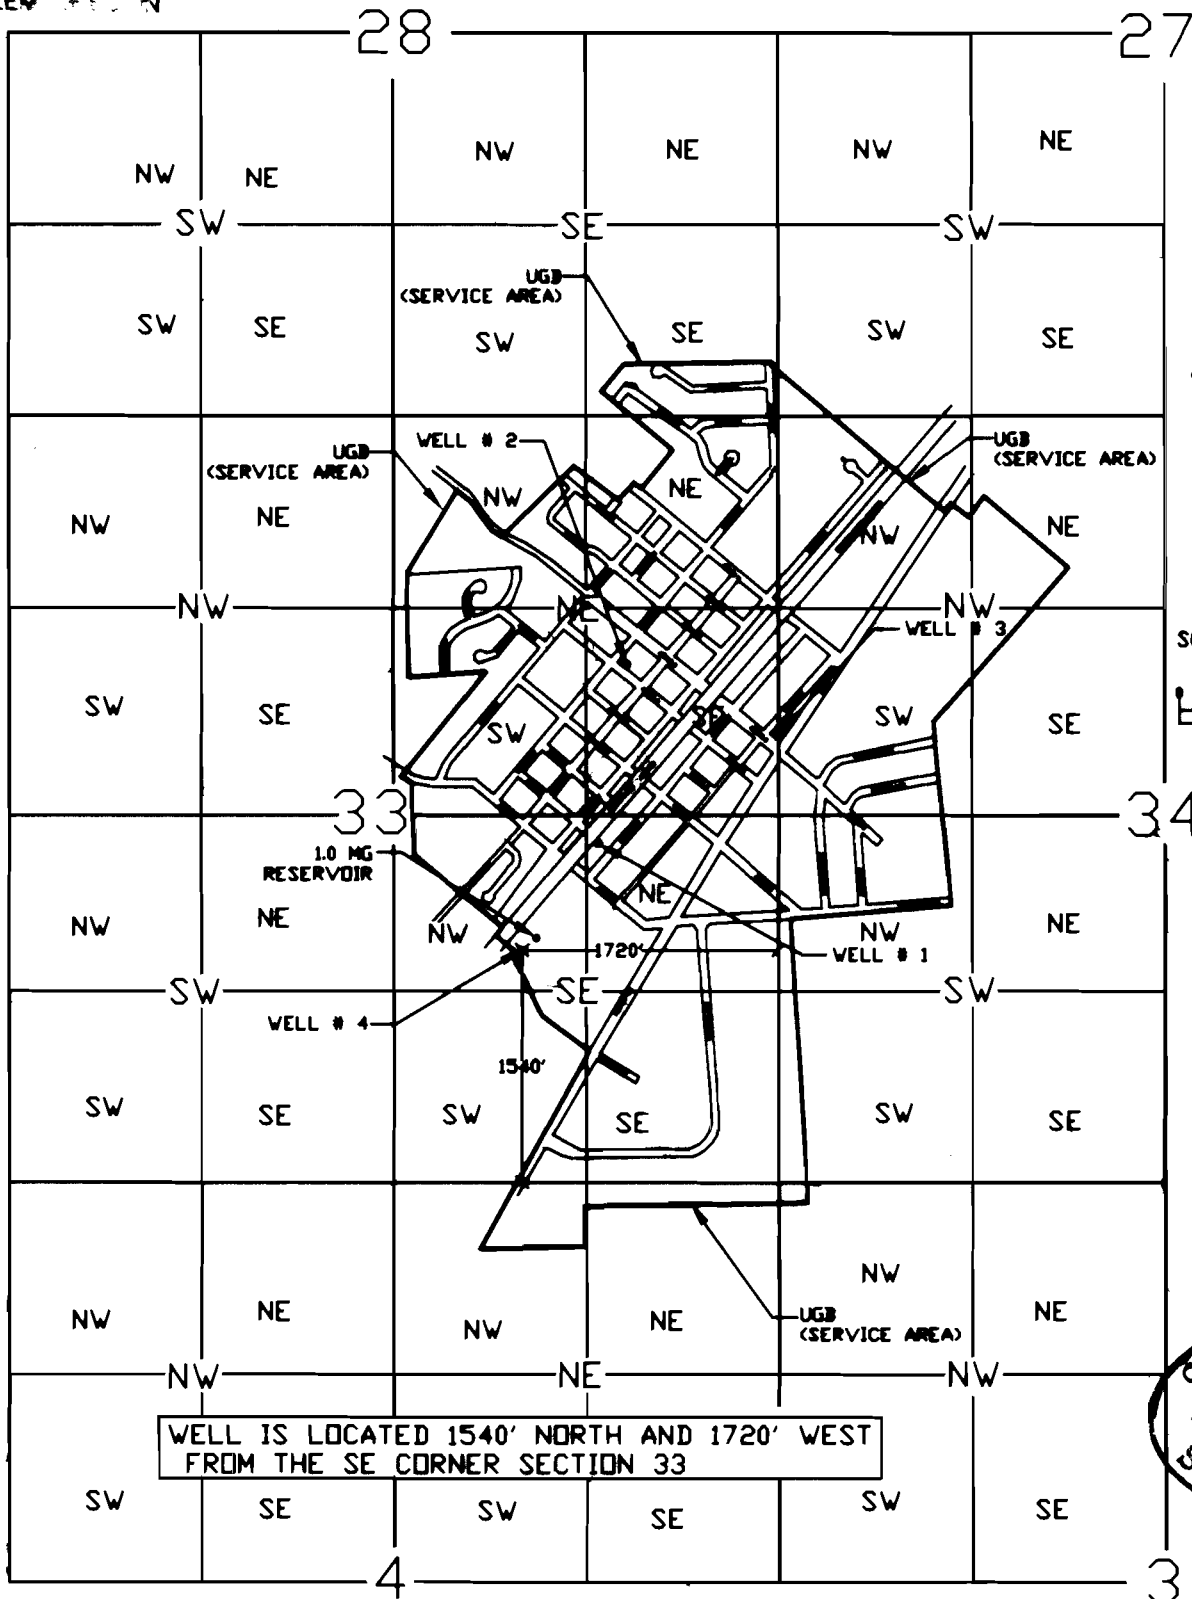 28 27
NW NE NW NE NW NE
SW SE SW
UGB
(SERVICE AREA)
SW SE SW SE SW SE
WELL # 2
UGB
(SERVICE AREA)
UGB
(SERVICE AREA)
NW NE NW NE NW NE
NW NE NW
WELL # 3
SW SE SW SE SW SE
33 34
1.0 MG
RESERVOIR
NW NE NW NE NW NE
1720'
WELL # 1
SW SE SW
WELL # 4
1540'
SW SE SW SE SW SE
NW NE NW NE NW NE
UGB
(SERVICE AREA)
NW NE NW
WELL IS LOCATED 1540' NORTH AND 1720' WEST
FROM THE SE CORNER SECTION 33
SW SE SW SE SW SE
4 3